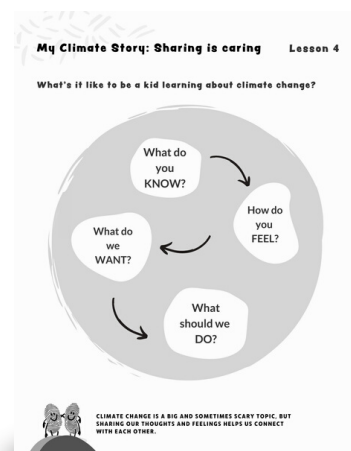 My Climate Story: Sharing is caring Lesson 4
What's it like to be a kid learning about climate change?
What do
you
KNOW?
How do
you
FEEL?
What do
we
WANT?
What
should we
DO?
CLIMATE CHANGE IS A BIG AND SOMETIMES SCARY TOPIC, BUT
SHARING OUR THOUGHTS AND FEELINGS HELPS US CONNECT
WITH EACH OTHER.